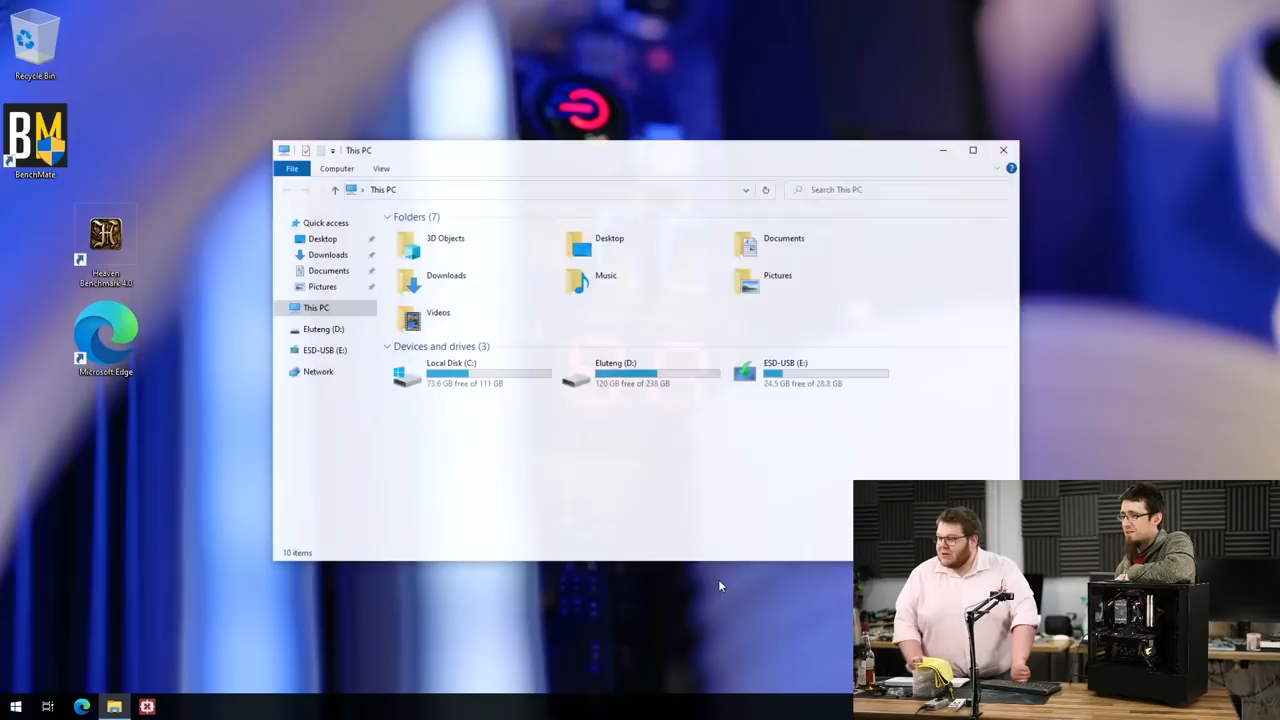 Recycle Bin
BM
BenchMate
Heaven
Benchmark 4.0
Microsoft Edge
This PC
File
Computer
View
This PC
Search This PC
Quick access
Desktop
Downloads
Documents
Pictures
This PC
Eluteng (D:)
ESD-USB (E:)
Network
Folders (7)
3D Objects
Desktop
Documents
Downloads
Music
Pictures
Videos
Devices and drives (3)
Local Disk (C:)
73.6 GB free of 111 GB
Eluteng (D:)
120 GB free of 238 GB
ESD-USB (E:)
24.5 GB free of 28.8 GB
10 items